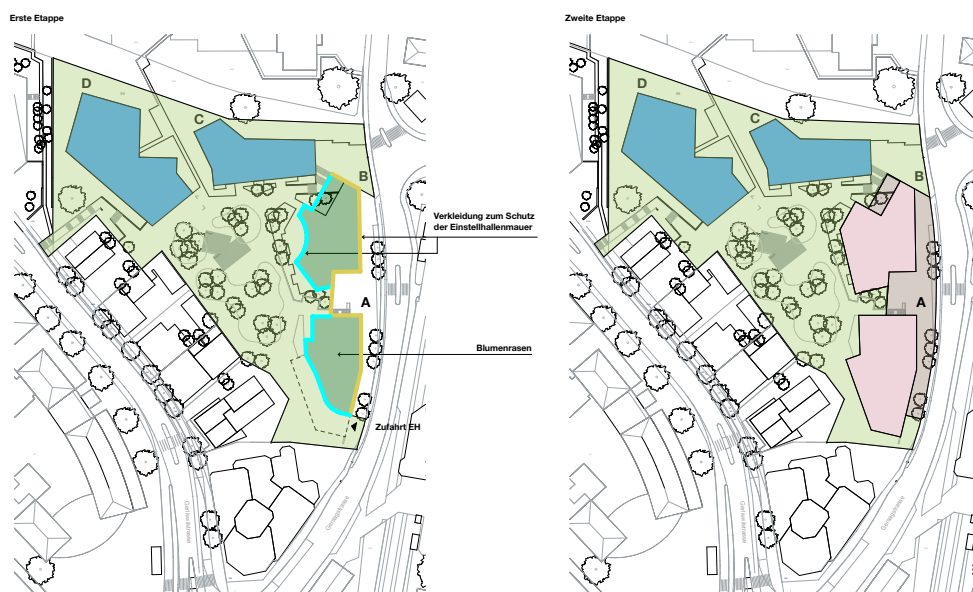 Erste Etappe
D
C
B
Verkleidung zum Schutz
der Einstellhallenmauer
A
Blumenrasen
Zufahrt EH
Zweite Etappe
D
C
B
A